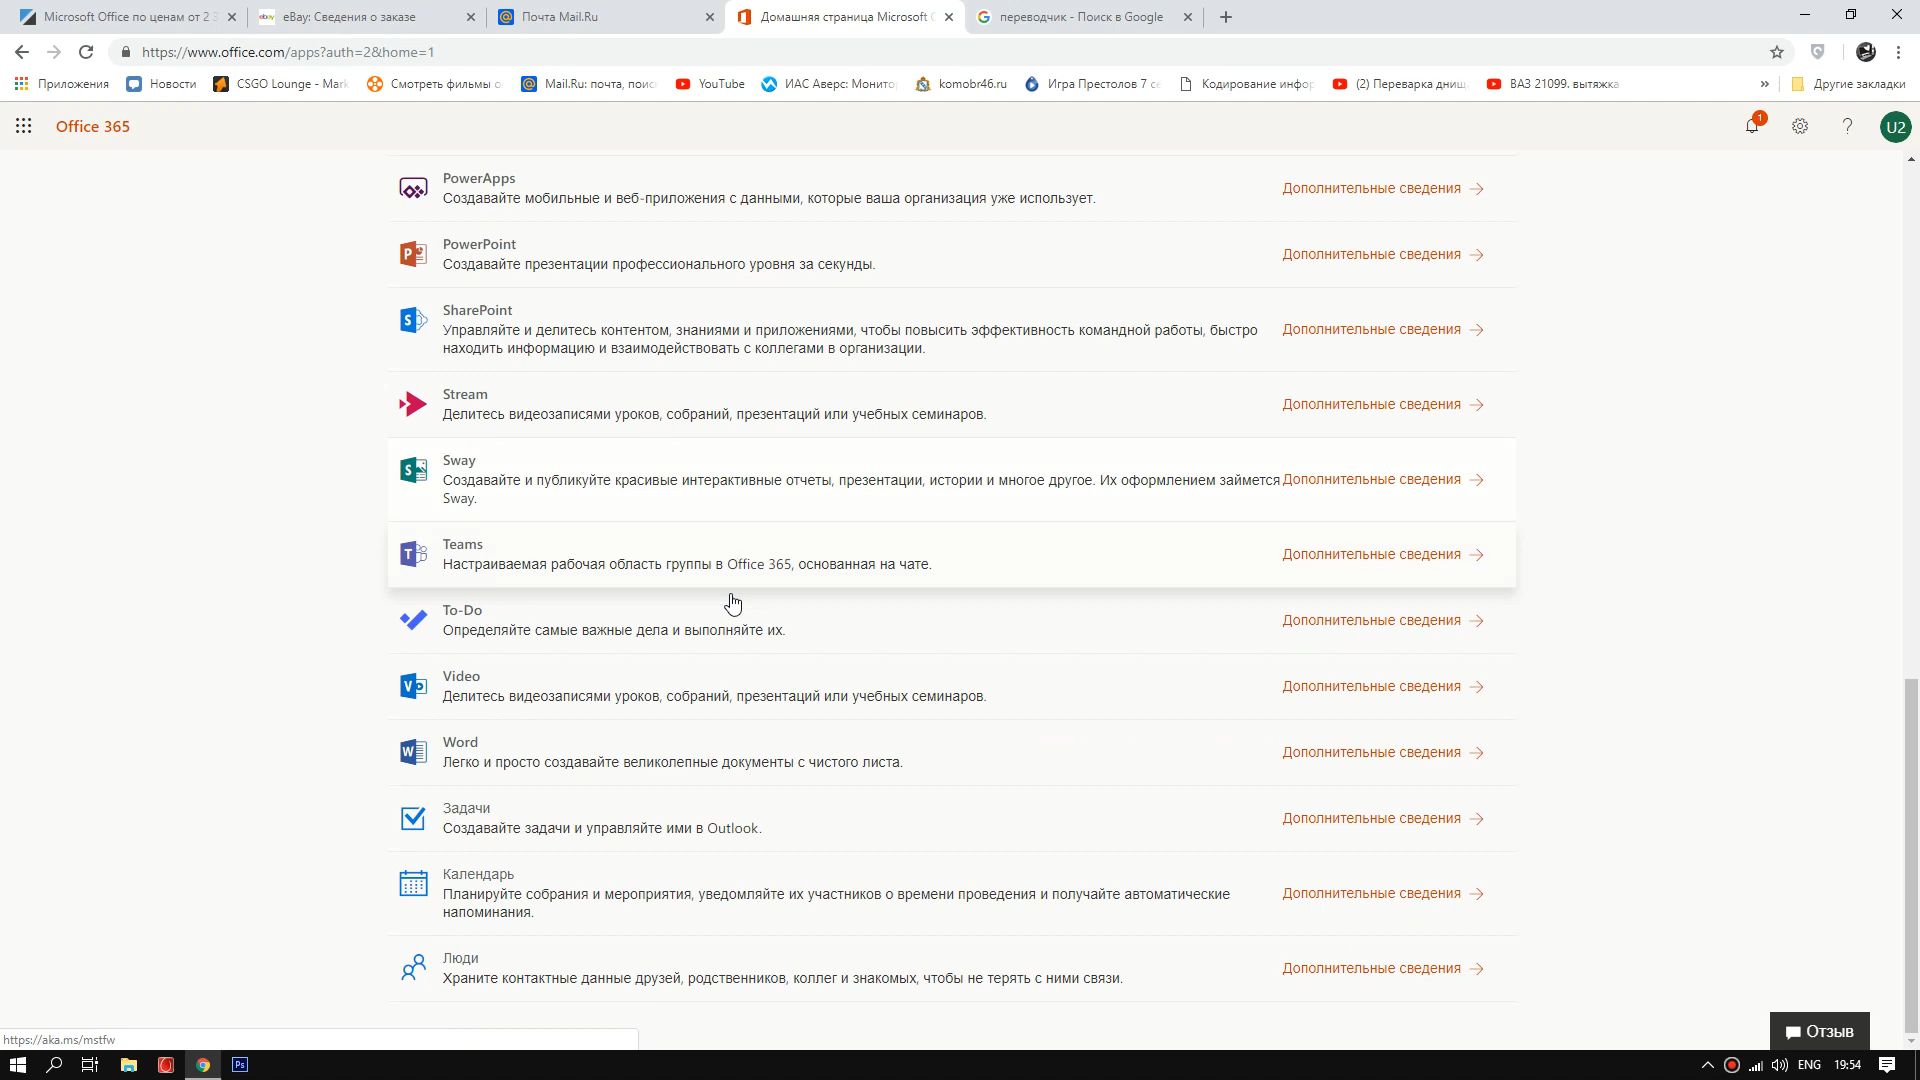 Microsoft Office по ценам от 2
eBay: Сведения о заказе
Почта Mail.Ru
Домашняя страница Microsoft
переводчик - Поиск в Google
https://www.office.com/apps?auth=2&home=1
Приложения
Новости
CSGO Lounge - Mark
Смотреть фильмы о
Mail.Ru: почта, поис
YouTube
ИАС Аверс: Монито
komobr46.ru
Игра Престолов 7 се
Кодирование инфор
(2) Переварка днищ
ВАЗ 21099. вытяжка
»
Другие закладки
Office 365
1
?
U2
PowerApps
Создавайте мобильные и веб-приложения с данными, которые ваша организация уже использует.
Дополнительные сведения
PowerPoint
Создавайте презентации профессионального уровня за секунды.
Дополнительные сведения
SharePoint
Управляйте и делитесь контентом, знаниями и приложениями, чтобы повысить эффективность командной работы, быстро
находить информацию и взаимодействовать с коллегами в организации.
Дополнительные сведения
Stream
Делитесь видеозаписями уроков, собраний, презентаций или учебных семинаров.
Дополнительные сведения
Sway
Создавайте и публикуйте красивые интерактивные отчеты, презентации, истории и многое другое. Их оформлением займется
Sway.
Дополнительные сведения
Teams
Настраиваемая рабочая область группы в Office 365, основанная на чате.
Дополнительные сведения
To-Do
Определяйте самые важные дела и выполняйте их.
Дополнительные сведения
Video
Делитесь видеозаписями уроков, собраний, презентаций или учебных семинаров.
Дополнительные сведения
Word
Легко и просто создавайте великолепные документы с чистого листа.
Дополнительные сведения
Задачи
Создавайте задачи и управляйте ими в Outlook.
Дополнительные сведения
Календарь
Планируйте собрания и мероприятия, уведомляйте их участников о времени проведения и получайте автоматические
напоминания.
Дополнительные сведения
Люди
Храните контактные данные друзей, родственников, коллег и знакомых, чтобы не терять с ними связи.
Дополнительные сведения
Отзыв
https://aka.ms/mstfw
Ps
ENG
19:54